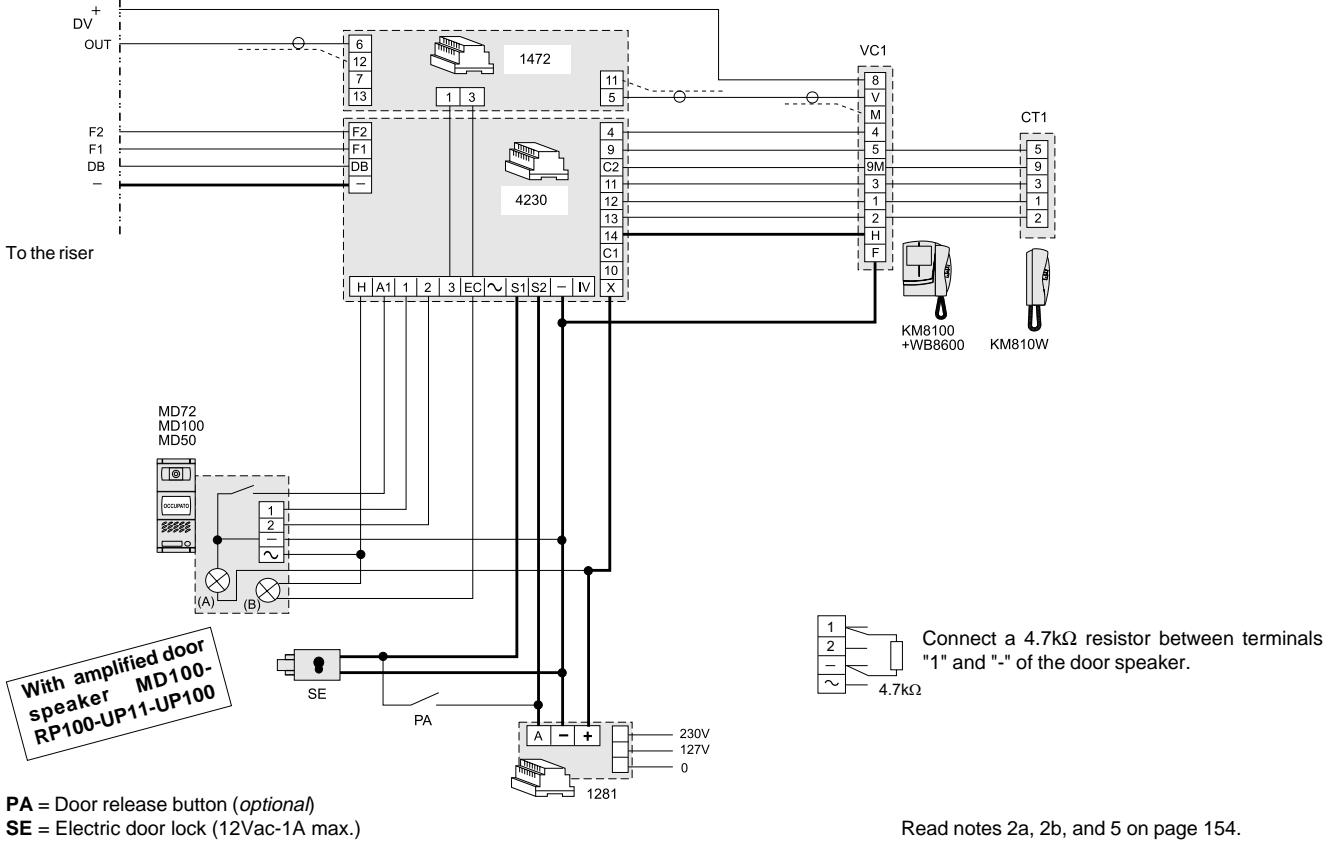 +
DV
OUT
F2
F1
DB
–
To the riser
6
12
7
13
1472
1 3
11
5
F2
F1
DB
–
4230
4
9
C2
11
12
13
14
C1
10
X
H A1 1 2 3 EC ∼ S1 S2 – IV
VC1
8
V
M
4
5
9M
3
1
2
H
F
CT1
5
9
3
1
2
KM8100
+WB8600
KM810W
MD72
MD100
MD50
OCCUPATO
1
2
–
∼
(A)
(B)
With amplified door
speaker MD100-
RP100-UP11-UP100
SE
PA
A – +
230V
127V
0
1281
1
2
–
∼
4.7kΩ
Connect a 4.7kΩ resistor between terminals
"1" and "-" of the door speaker.
PA = Door release button (optional)
SE = Electric door lock (12Vac-1A max.)
Read notes 2a, 2b, and 5 on page 154.